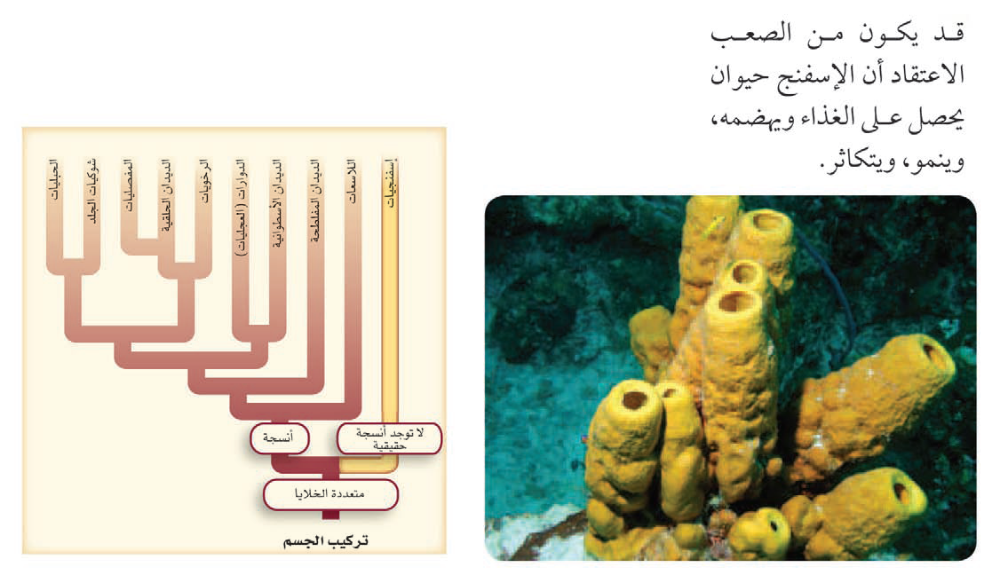 قد يكون من الصعب
الاعتقاد أن الإسفنج حيوان
يحصل على الغذاء ويهضمه،
وينمو، ويتكاثر.
إسفنجيات
اللاسعات
الديدان المفلطحة
الديدان الأسطوانية
الدوارات (العجليات)
الرخويات
الديدان الحلقية
المفصليات
شوكيات الجلد
الحبليات
لا توجد أنسجة
حقيقية
أنسجة
متعددة الخلايا
تركيب الجسم